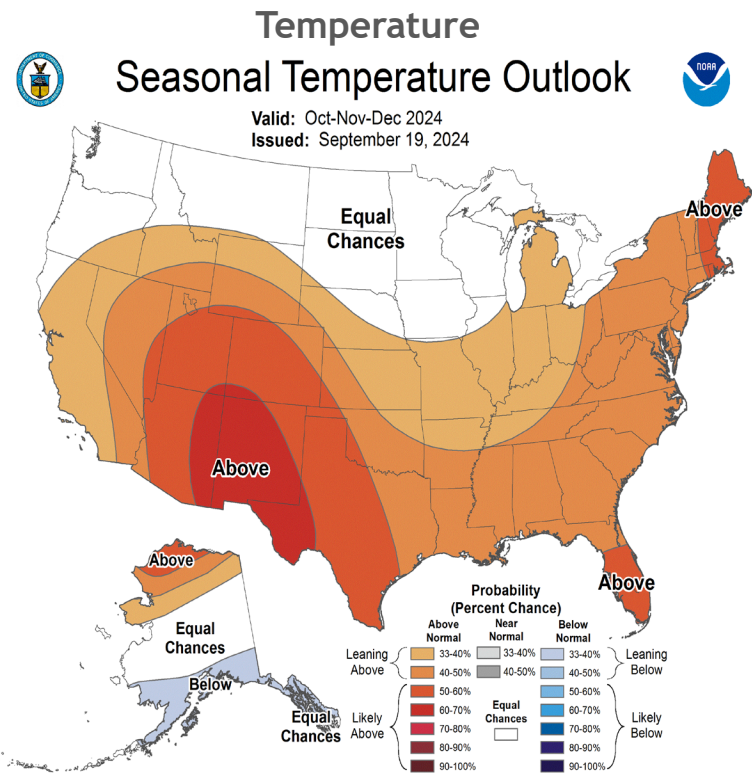 Temperature
Seasonal Temperature Outlook
NOAA
Valid: Oct-Nov-Dec 2024
Issued: September 19, 2024
Equal
Chances
Above
Above
Above
Above
Equal
Chances
Below
Equal
Chances
Probability
(Percent Chance)
Above
Normal
Near
Normal
Below
Normal
Leaning
Above
33-40%
33-40%
33-40%
Leaning
Below
40-50%
40-50%
40-50%
50-60%
50-60%
Likely
Above
60-70%
Equal
Chances
60-70%
Likely
Below
70-80%
70-80%
80-90%
80-90%
90-100%
90-100%